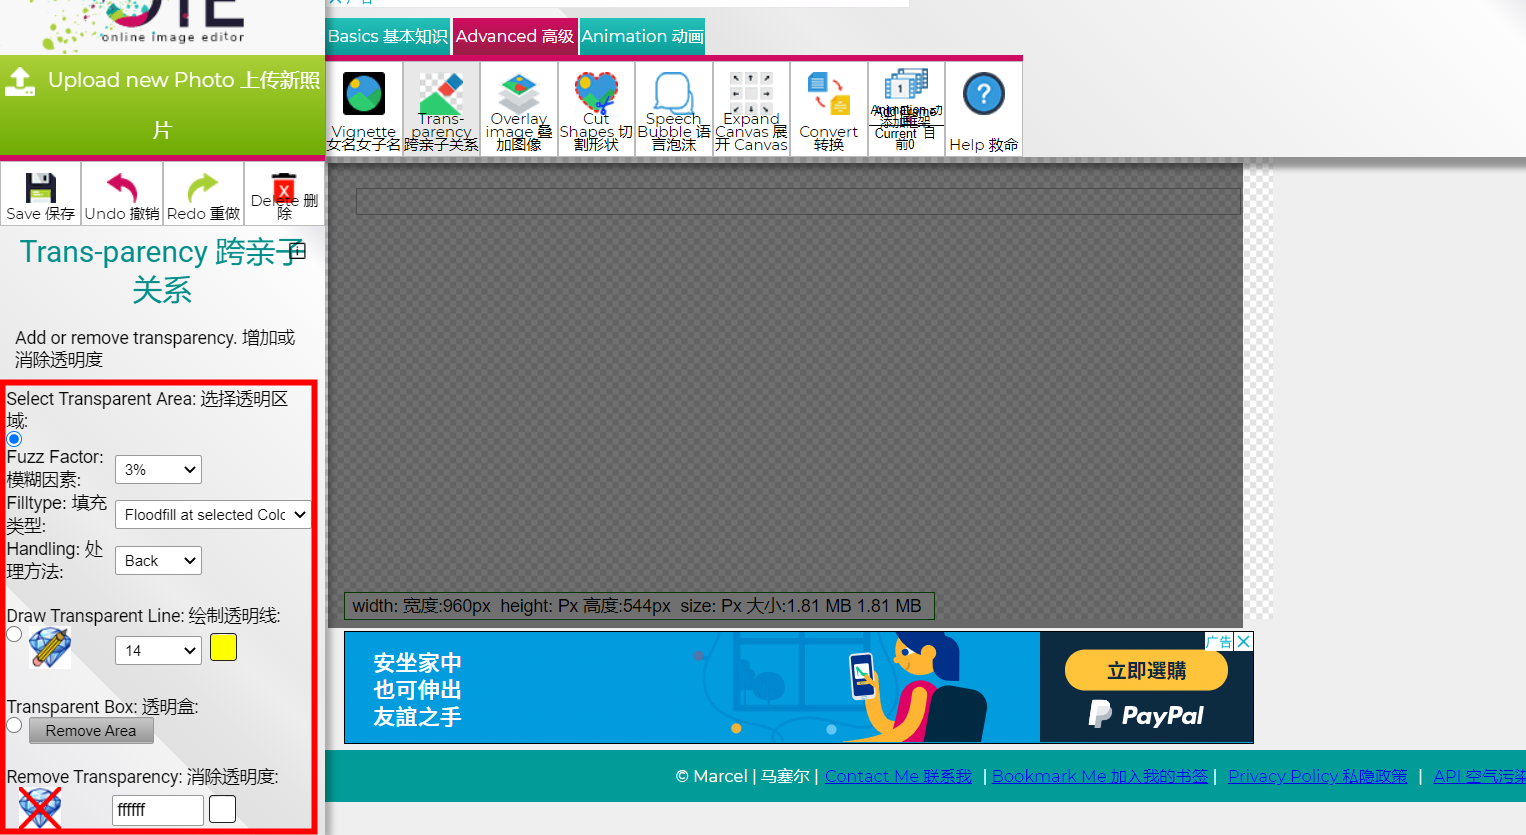 online image editor
广告
Basics 基本知识
Advanced 高级
Animation 动画
Upload new Photo 上传新照
片
Vignette
女名女子名
Trans-
parency
跨亲子关系
Overlay
image 叠
加图像
Cut
Shapes 切
割形状
Speech
Bubble 语
言泡沫
Expand
Canvas 展
开 Canvas
Convert
转换
Add Frame
添加框架
Current 目
前0
1
Help 救命
Save 保存
Undo 撤销
Redo 重做
Delete 删
除
Trans-parency 跨亲子
关系
Add or remove transparency. 增加或
消除透明度
Select Transparent Area: 选择透明区
域:
Fuzz Factor:
模糊因素:
3%
Filltype: 填充
类型:
Floodfill at selected Colo
Handling: 处
理方法:
Back
Draw Transparent Line: 绘制透明线:
14
Transparent Box: 透明盒:
Remove Area
Remove Transparency: 消除透明度:
ffffff
width: 宽度:960px height: Px 高度:544px size: Px 大小:1.81 MB 1.81 MB
安坐家中
也可伸出
友誼之手
广告
立即選購
PayPal
© Marcel | 马塞尔 | Contact Me 联系我 | Bookmark Me 加入我的书签 | Privacy Policy 私隐政策 | API 空气污染